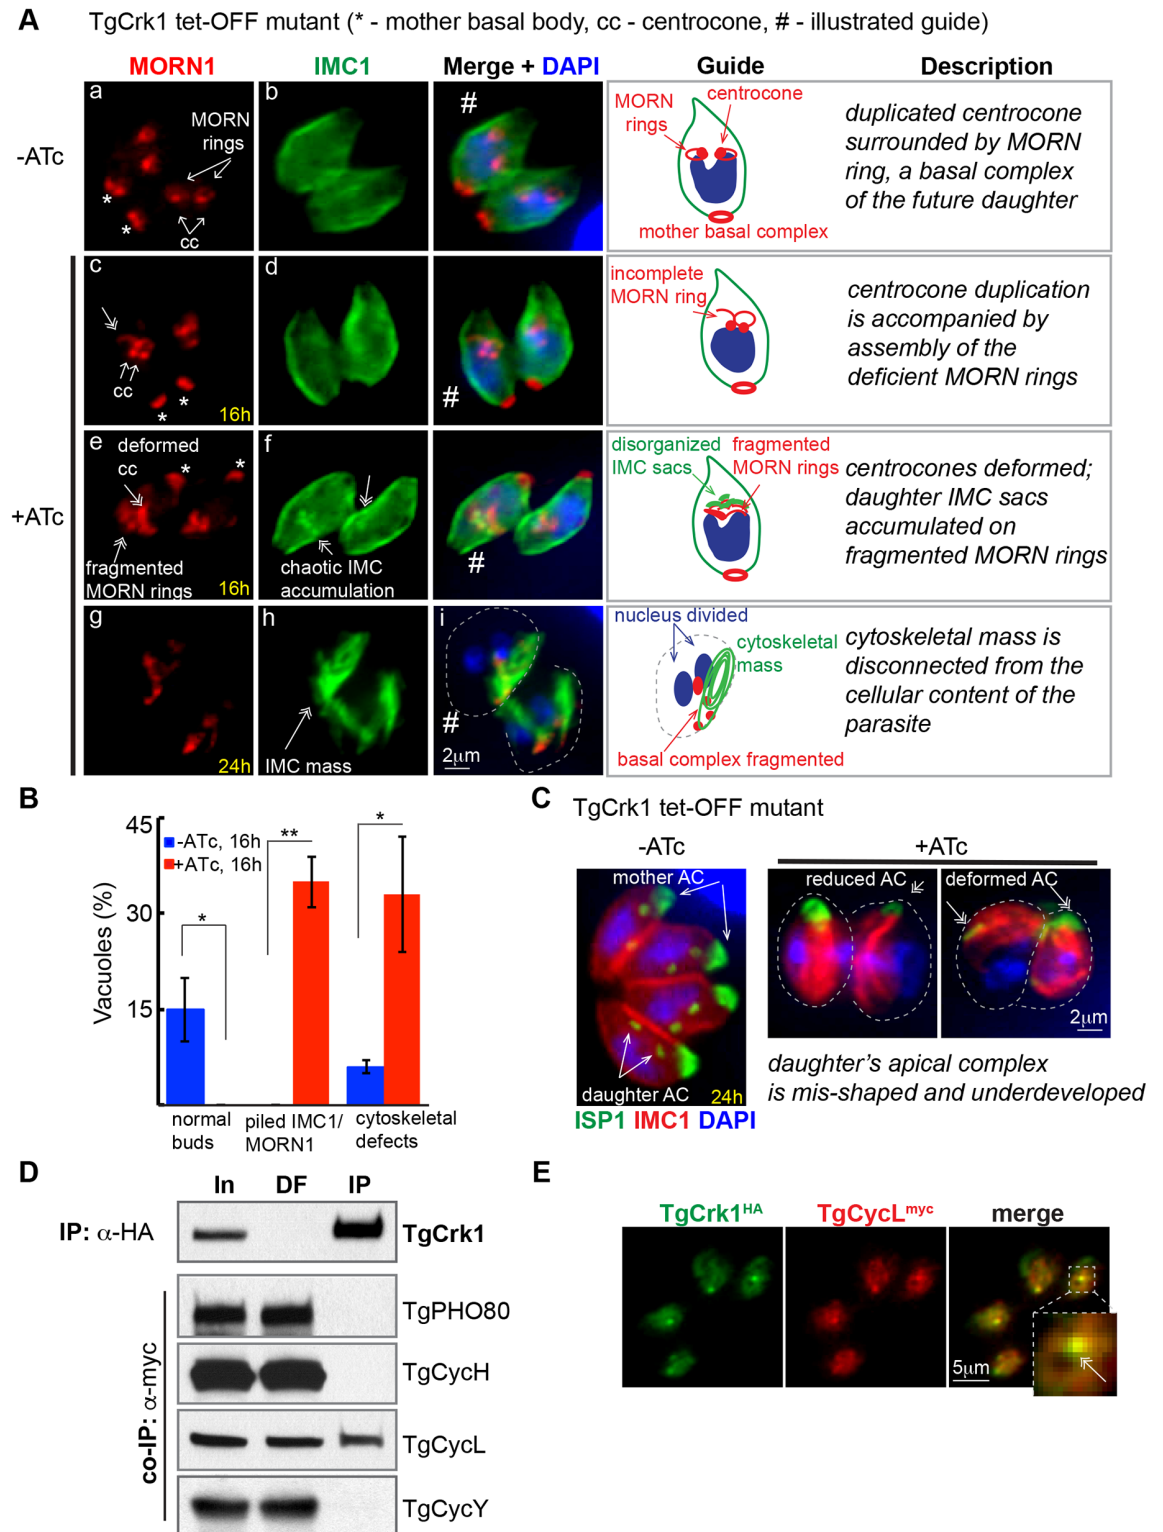 A TgCrk1 tet-OFF mutant (* - mother basal body, cc - centrocone, # - illustrated guide)
MORN1 IMC1 Merge + DAPI Guide Description
-ATc
a
MORN
rings
*
*
cc
b
#
MORN
rings
centrocone
mother basal complex
duplicated centrocone
surrounded by MORN
ring, a basal complex
of the future daughter
+ATc
c
cc
*
*
16h
d
#
incomplete
MORN ring
centrocone duplication
is accompanied by
assembly of the
deficient MORN rings
e
deformed
cc
*
*
fragmented
MORN rings
16h
f
chaotic IMC
accumulation
#
disorganized
IMC sacs
fragmented
MORN rings
centrocones deformed;
daughter IMC sacs
accumulated on
fragmented MORN rings
g
24h
h
IMC mass
i
#
2μm
nucleus divided
cytoskeletal
mass
basal complex fragmented
cytoskeletal mass is
disconnected from the
cellular content of the
parasite
B
Vacuoles (%)
45
30
15
-ATc, 16h
+ATc, 16h
*
**
*
normal
buds
piled IMC1/
MORN1
cytoskeletal
defects
C TgCrk1 tet-OFF mutant
-ATc
+ATc
mother AC
daughter AC
24h
reduced AC
deformed AC
2μm
ISP1 IMC1 DAPI
daughter's apical complex
is mis-shaped and underdeveloped
D
In DF IP
IP: α-HA
TgCrk1
co-IP: α-myc
TgPHO80
TgCycH
TgCycL
TgCycY
E
TgCrk1HA TgCycLmyc merge
5μm